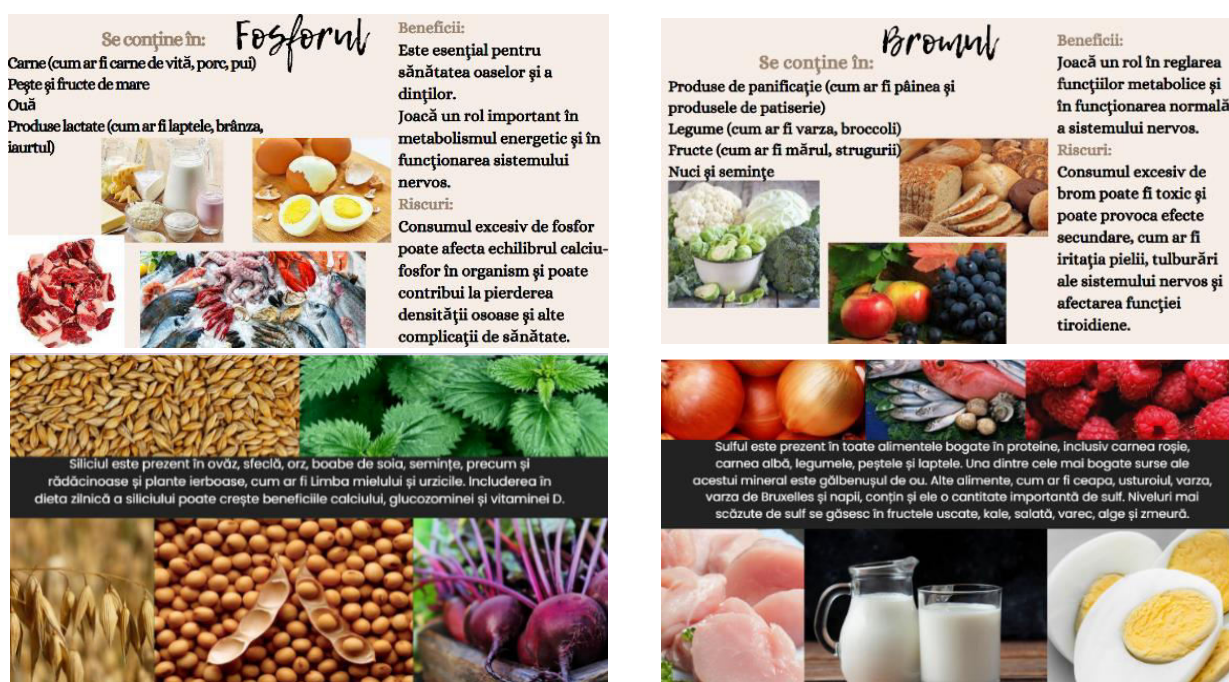 Fosforul
Se conține în:
Carne (cum ar fi carne de vită, porc, pui)
Pește și fructe de mare
Ouă
Produse lactate (cum ar fi laptele, brânza,
iaurtul)
Beneficii:
Este esențial pentru
sănătatea oaselor și a
dinților.
Joacă un rol important în
metabolismul energetic și în
funcționarea sistemului
nervos.
Riscuri:
Consumul excesiv de fosfor
poate afecta echilibrul calciu-
fosfor în organism și poate
contribui la pierderea
densității osoase și alte
complicații de sănătate.
Bromul
Se conține în:
Produse de panificație (cum ar fi pâinea și
produsele de patiserie)
Legume (cum ar fi varza, broccoli)
Fructe (cum ar fi mărul, strugurii)
Nuci și semințe
Beneficii:
Joacă un rol în reglarea
funcțiilor metabolice și
în funcționarea normală
a sistemului nervos.
Riscuri:
Consumul excesiv de
brom poate fi toxic și
poate provoca efecte
secundare, cum ar fi
iritația pielii, tulburări
ale sistemului nervos și
afectarea funcției
tiroidiene.
Siliciul este prezent în ovăz, sfeclă, orz, boabe de soia, semințe, precum și
rădăcinoase și plante ierboase, cum ar fi Limba mielului și urzicile. Includerea în
dieta zilnică a siliciului poate crește beneficiile calciului, glucozominei și vitaminei D.
Sulful este prezent în toate alimentele bogate în proteine, inclusiv carnea roșie,
carnea albă, legumele, peștele și laptele. Una dintre cele mai bogate surse ale
acestui mineral este gălbenușul de ou. Alte alimente, cum ar fi ceapa, usturoiul, varza,
varza de Bruxelles și napii, conțin și ele o cantitate importantă de sulf. Niveluri mai
scăzute de sulf se găsesc în fructele uscate, kale, salată, varec, alge și zmeură.